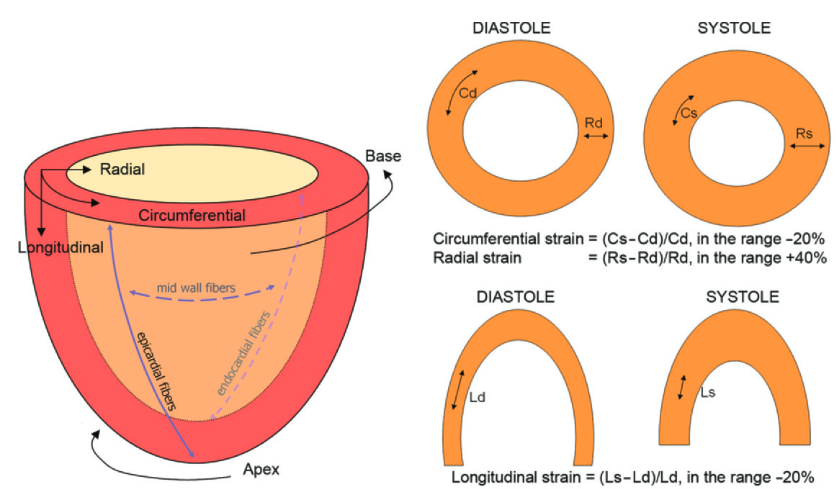 Radial
Base
Circumferential
Longitudinal
mid wall fibers
epicardial fibers
endocardial fibers
Apex
DIASTOLE
SYSTOLE
Cd
Rd
Cs
Rs
Circumferential strain = (Cs–Cd)/Cd, in the range –20%
Radial strain = (Rs–Rd)/Rd, in the range +40%
DIASTOLE
SYSTOLE
Ld
Ls
Longitudinal strain = (Ls–Ld)/Ld, in the range –20%